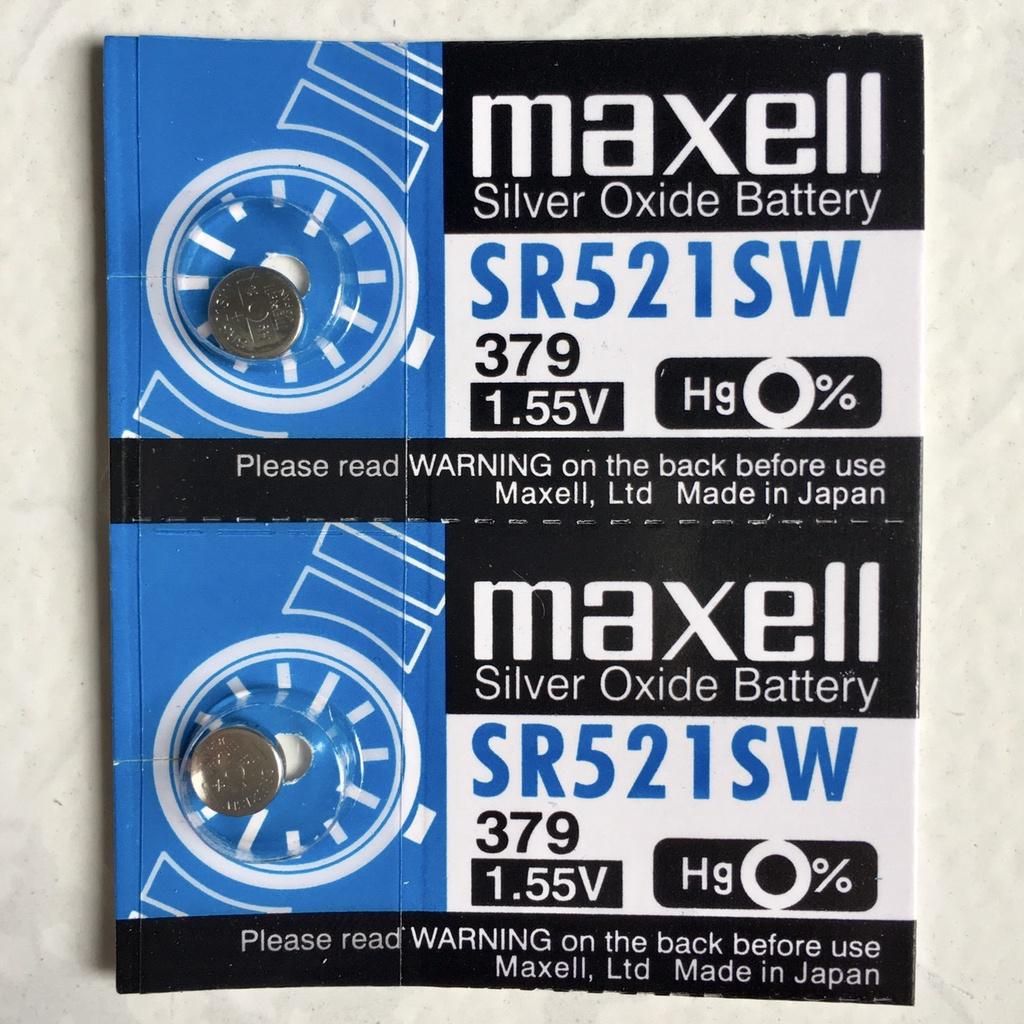 maxell
Silver Oxide Battery
SR521SW
379
1.55V
Hg0%
Please read WARNING on the back before use
Maxell, Ltd Made in Japan
maxell
Silver Oxide Battery
SR521SW
379
1.55V
Hg0%
Please read WARNING on the back before use
Maxell, Ltd Made in Japan